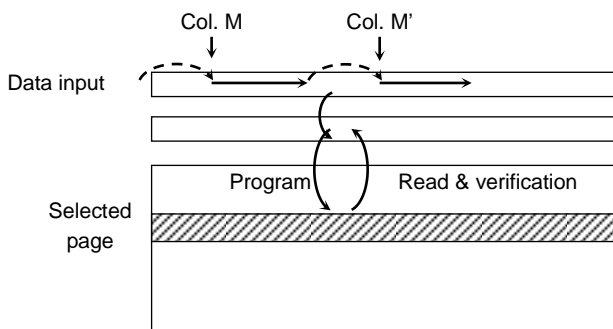 Col. M
Col. M’
Data input
Program
Read & verification
Selected
page